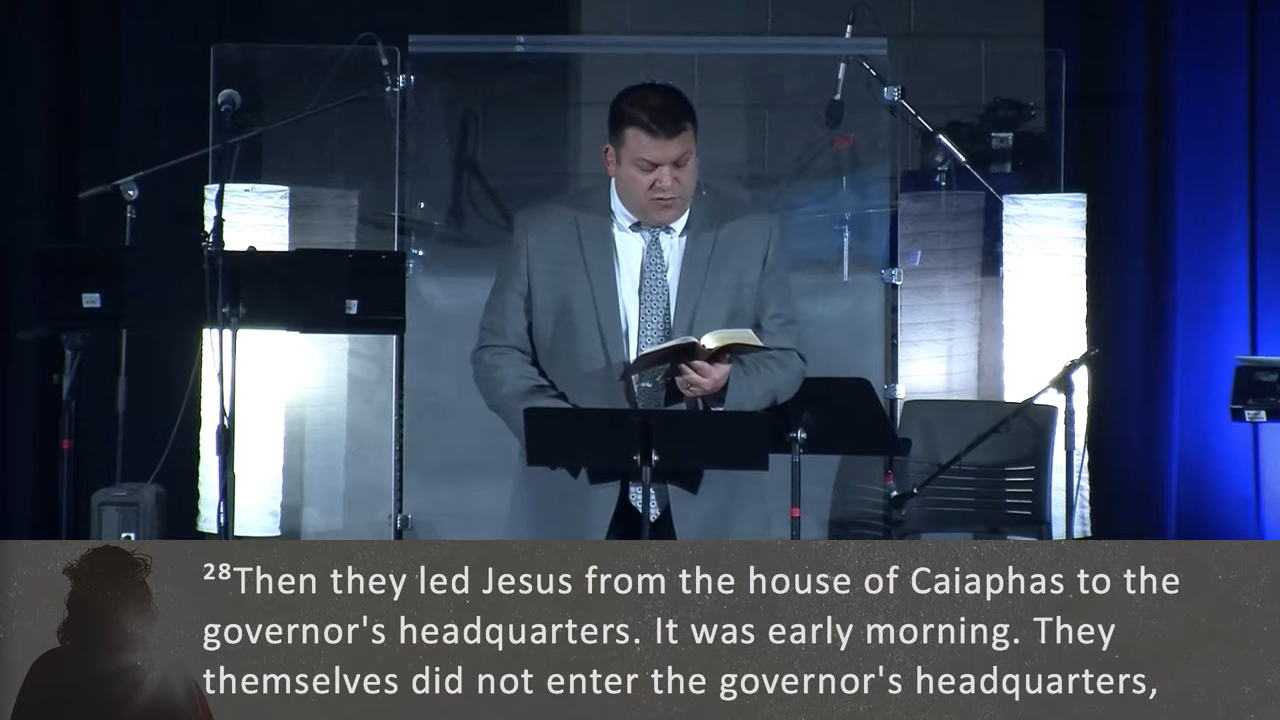 ²⁸Then they led Jesus from the house of Caiaphas to the
governor's headquarters. It was early morning. They
themselves did not enter the governor's headquarters,